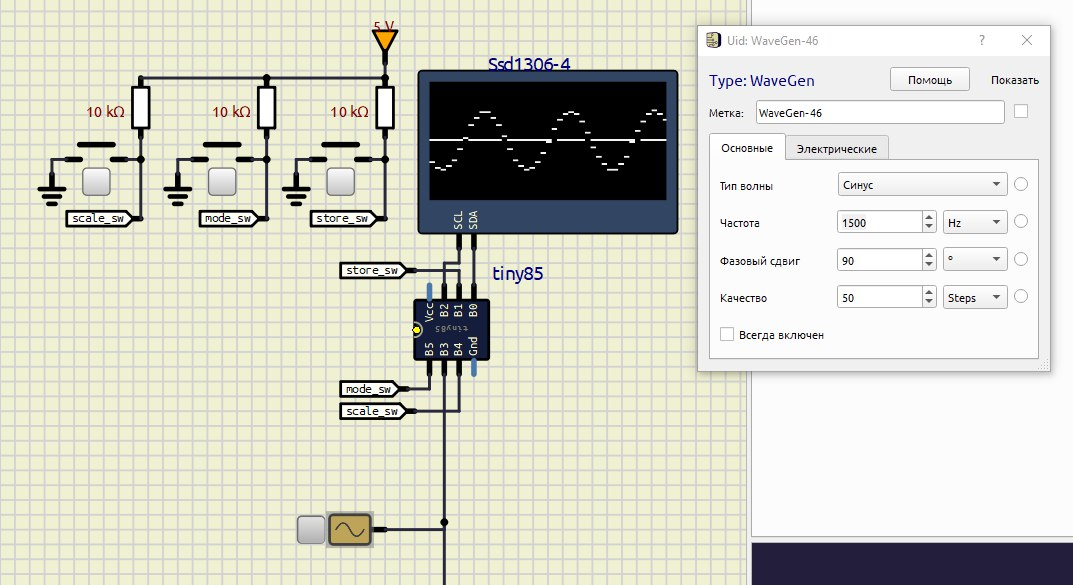 5 V
10 kΩ
10 kΩ
10 kΩ
scale_sw
mode_sw
store_sw
Ssd1306-4
SCL
SDA
store_sw
tiny85
Vcc
B2
B1
B0
tiny85
B5
B3
B4
Gnd
mode_sw
scale_sw
Uid: WaveGen-46
?
Type: WaveGen
Помощь
Показать
Метка:
WaveGen-46
Основные
Электрические
Тип волны
Синус
Частота
1500
Hz
Фазовый сдвиг
90
°
Качество
50
Steps
Всегда включен